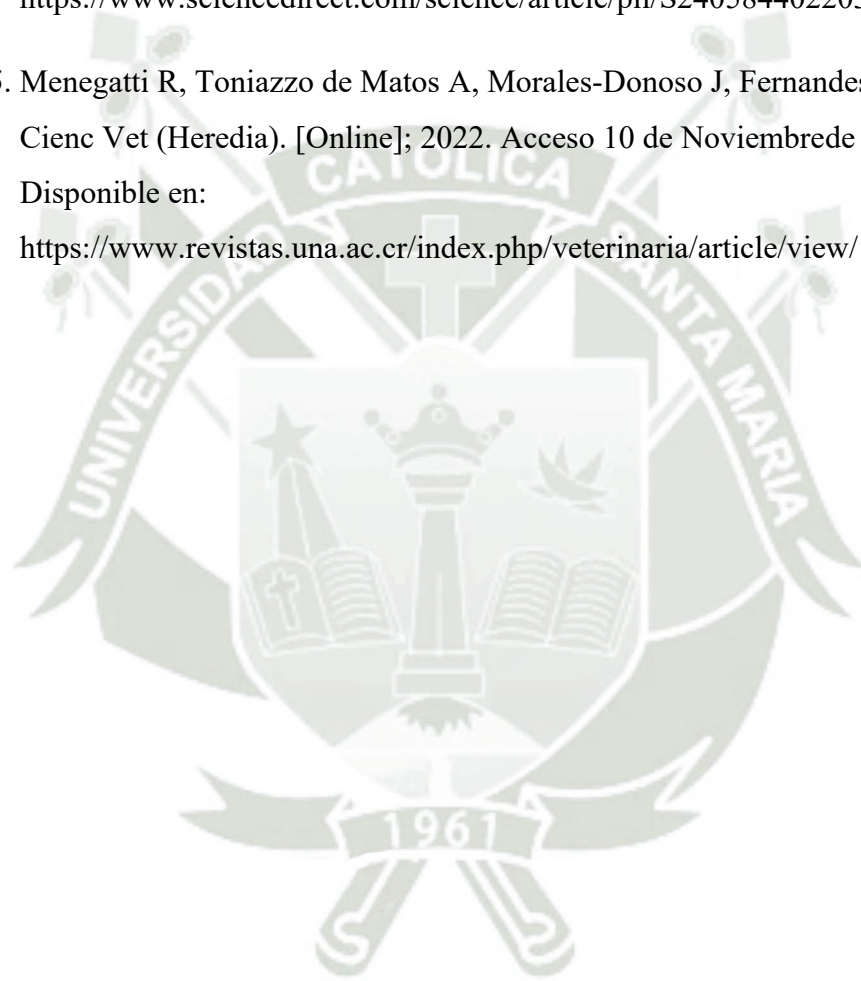 https://www.sciencedirect.com/science/article/pii/S240584402203
5. Menegatti R, Toniazzo de Matos A, Morales-Donoso J, Fernandes
Cienc Vet (Heredia). [Online]; 2022. Acceso 10 de Noviembrede
Disponible en:
https://www.revistas.una.ac.cr/index.php/veterinaria/article/view/
UNIVERSIDAD CATOLICA SANTA MARIA
1961